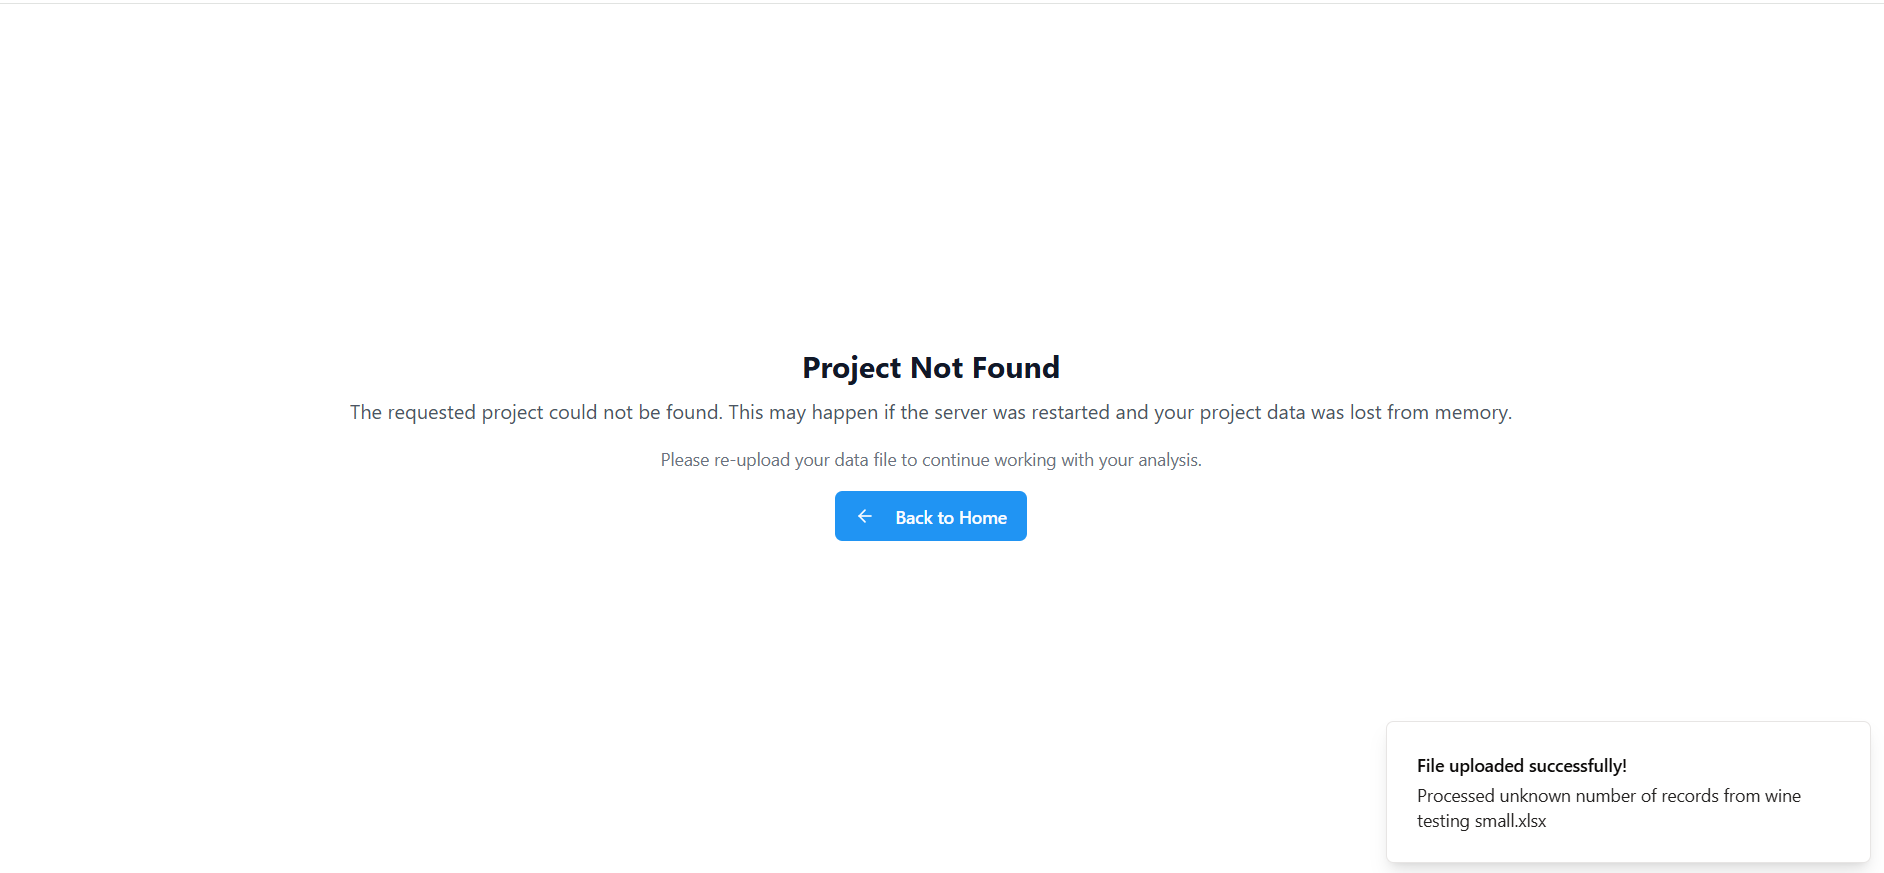 Project Not Found
The requested project could not be found. This may happen if the server was restarted and your project data was lost from memory.
Please re-upload your data file to continue working with your analysis.
Back to Home
File uploaded successfully!
Processed unknown number of records from wine
testing small.xlsx